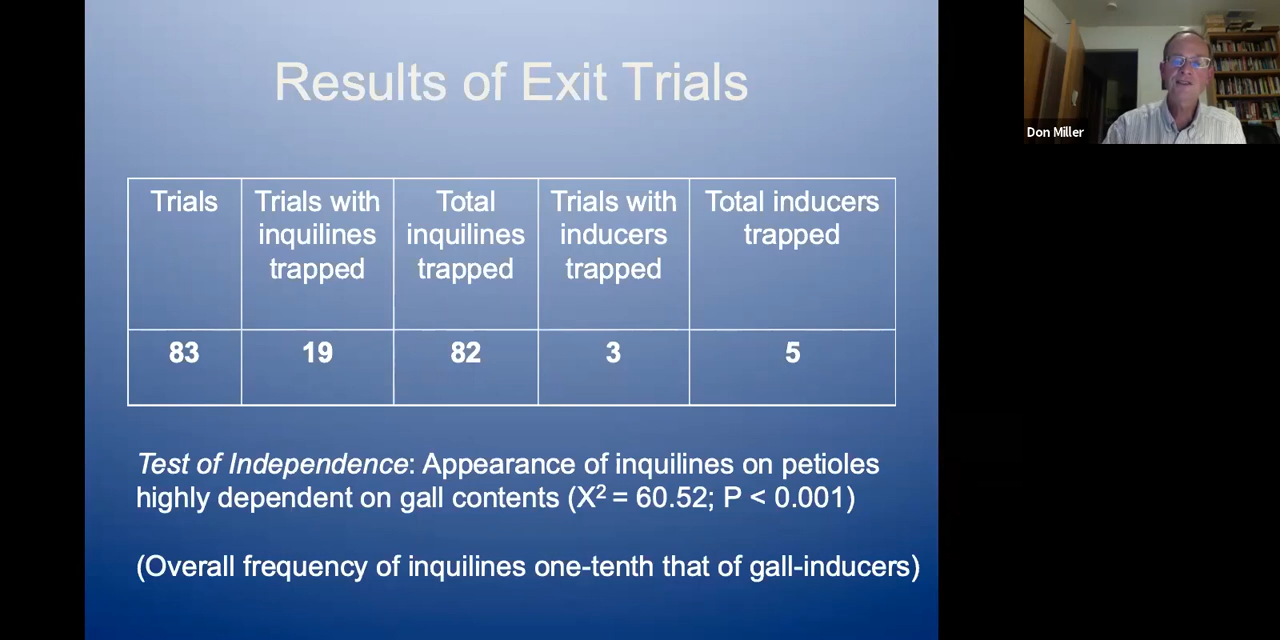 Results of Exit Trials
Don Miller
Trials
Trials with
inquilines
trapped
Total
inquilines
trapped
Trials with
inducers
trapped
Total inducers
trapped
83
19
82
3
5
Test of Independence: Appearance of inquilines on petioles
highly dependent on gall contents (X² = 60.52; P < 0.001)
(Overall frequency of inquilines one-tenth that of gall-inducers)